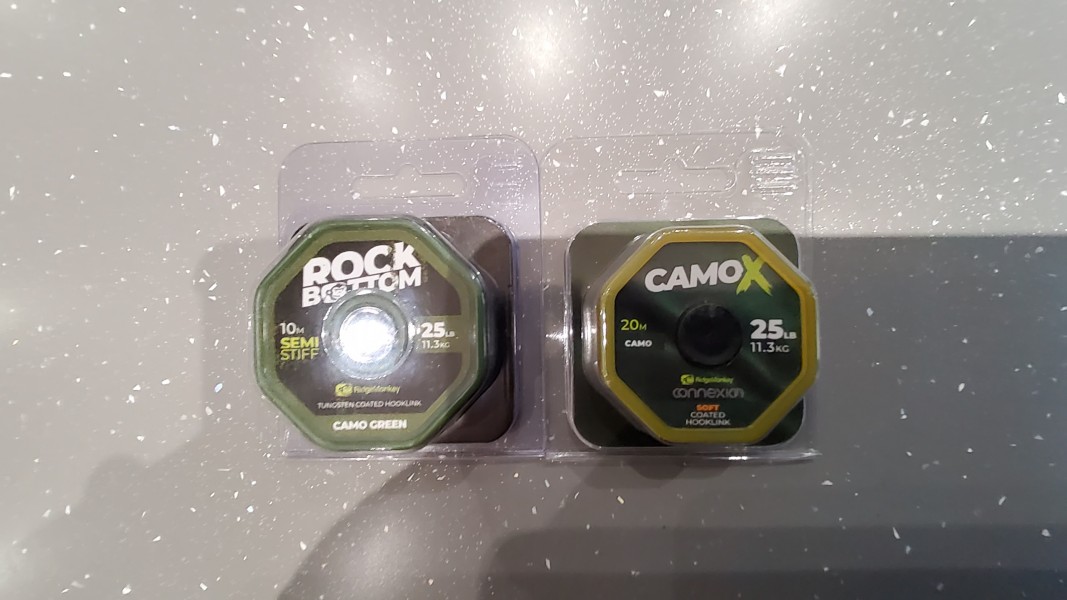 ROCK
BOTTOM
10M
SEMI
STIFF
25LB
11.3KG
RidgeMonkey
TUNGSTEN COATED HOOKLINK
CAMO GREEN
CAMOX
20M
CAMO
25LB
11.3KG
RidgeMonkey
connexion
SOFT
COATED
HOOKLINK